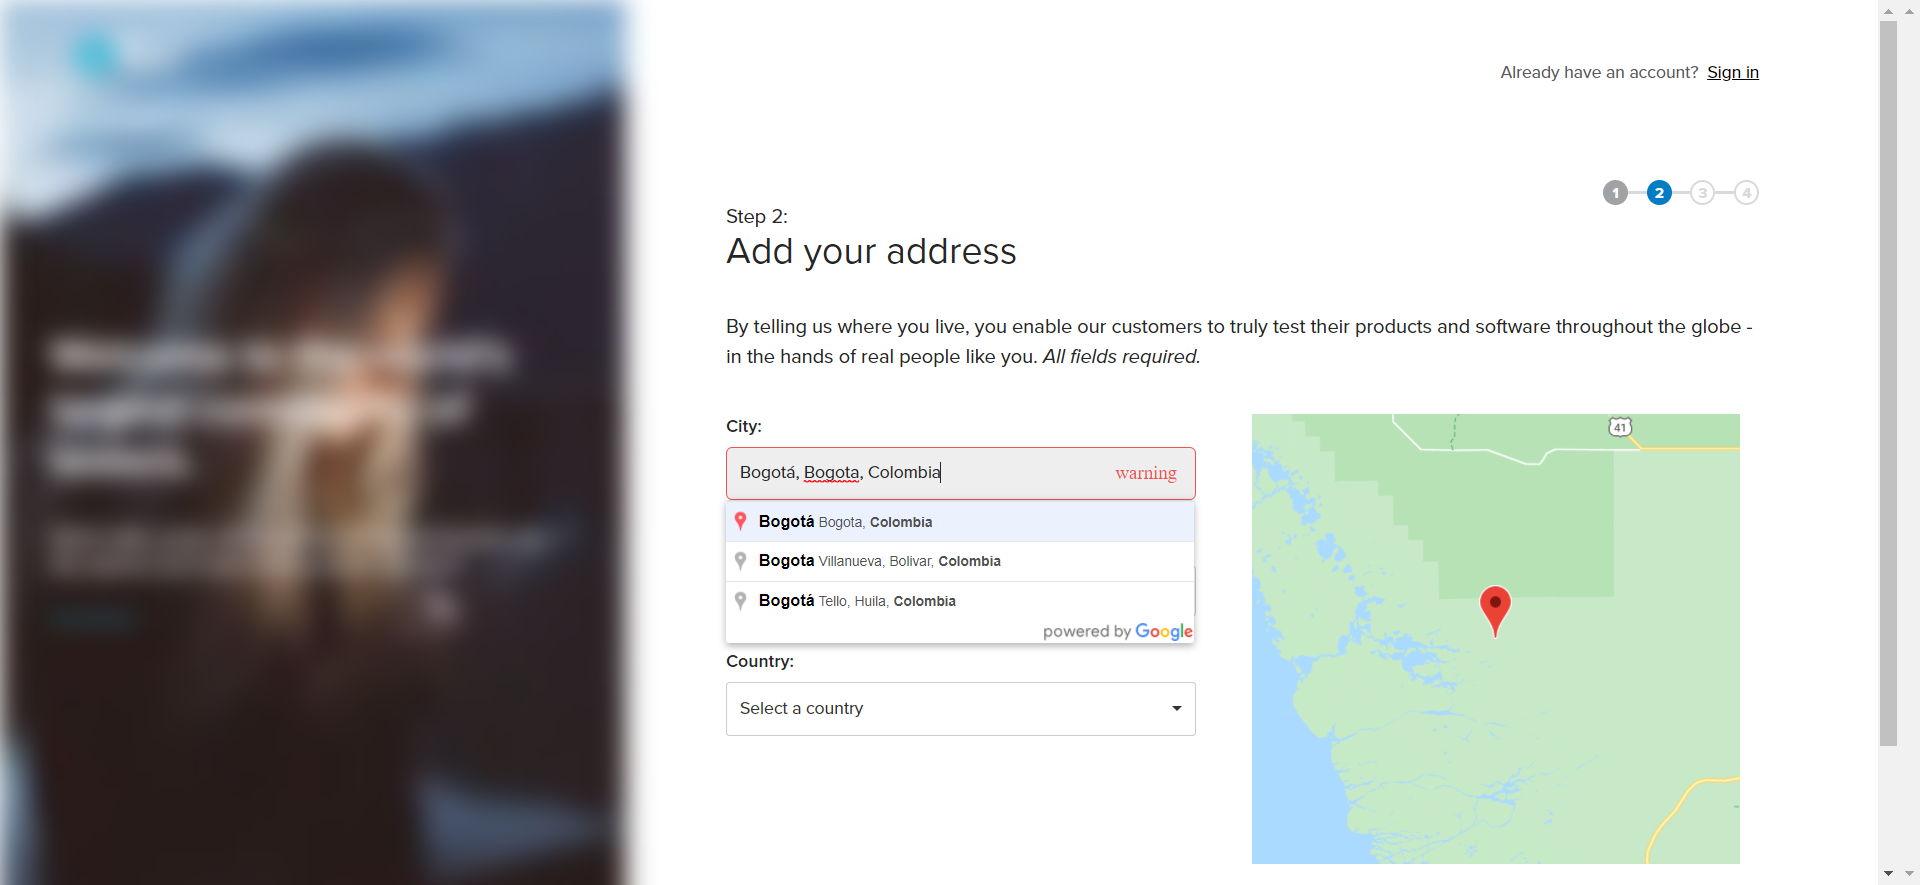 Already have an account? Sign in
1 2 3 4
Step 2:
Add your address
By telling us where you live, you enable our customers to truly test their products and software throughout the globe -
in the hands of real people like you. All fields required.
City:
Bogotá, Bogota, Colombia warning
Bogotá Bogota, Colombia
Bogota Villanueva, Bolivar, Colombia
Bogotá Tello, Huila, Colombia
powered by Google
Country:
Select a country
41